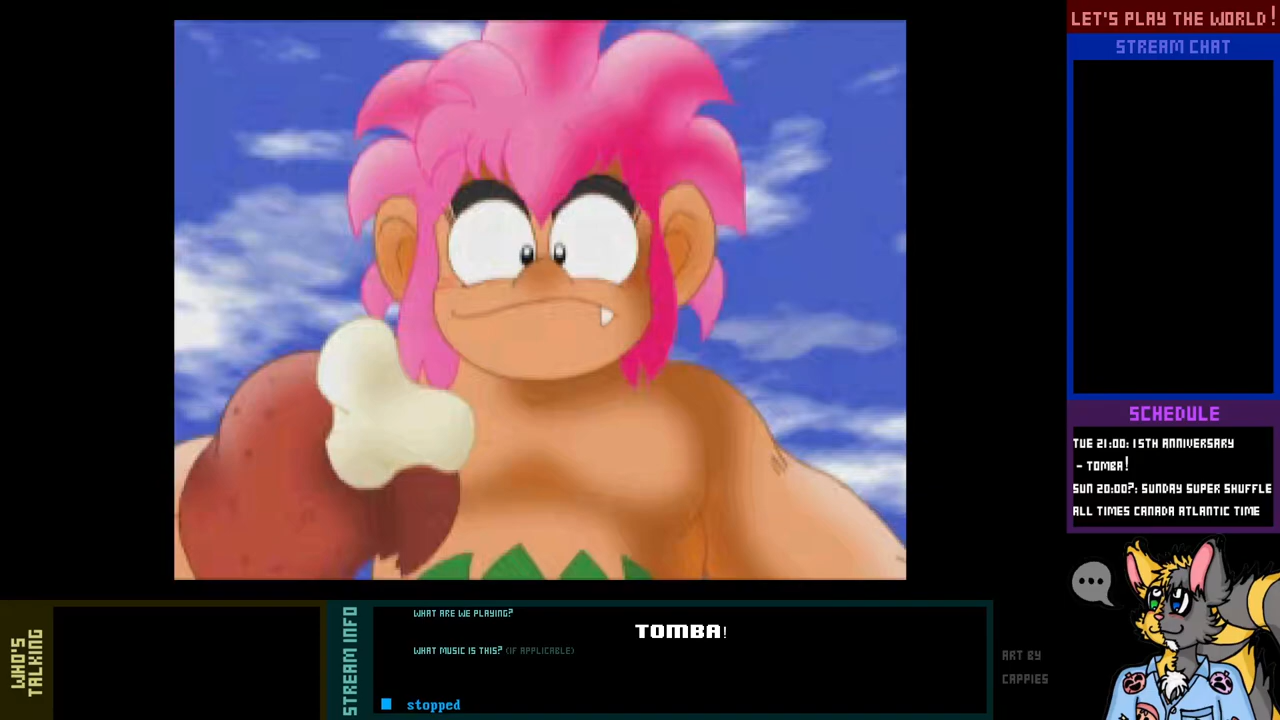 LET'S PLAY THE WORLD!
STREAM CHAT
SCHEDULE
TUE 21:00: 15TH ANNIVERSARY
- TOMBA!
SUN 20:00?: SUNDAY SUPER SHUFFLE
ALL TIMES CANADA ATLANTIC TIME
WHO'S
TALKING
STREAM INFO
WHAT ARE WE PLAYING?
TOMBA!
WHAT MUSIC IS THIS? (IF APPLICABLE)
stopped
ART BY
CAPPIES